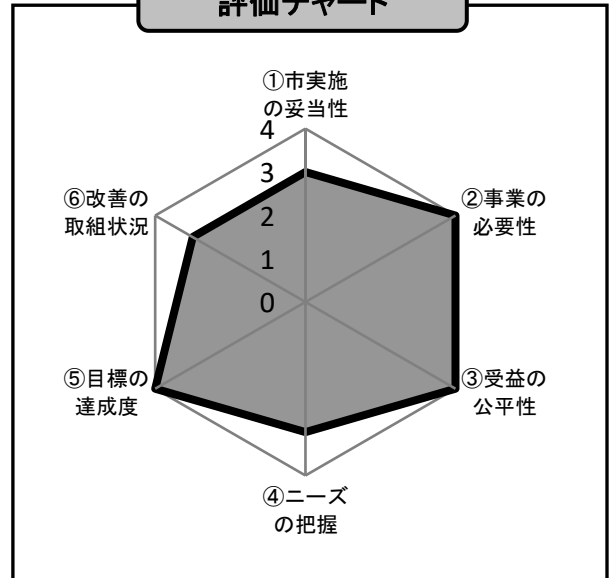 評価チャート
①市実施
の妥当性
4
3
2
1
0
②事業の
必要性
③受益の
公平性
④ニーズ
の把握
⑤目標の
達成度
⑥改善の
取組状況